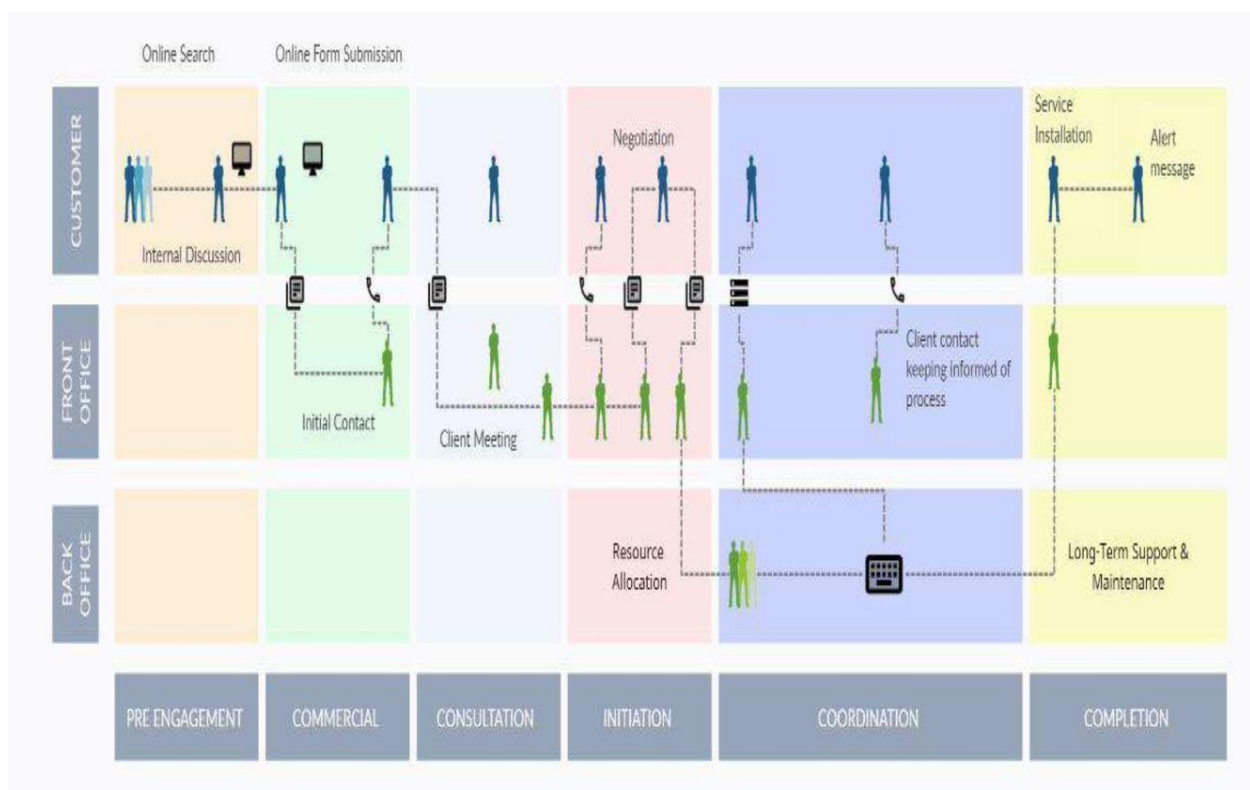 Online Search
Online Form Submission
CUSTOMER
Internal Discussion
Negotiation
Service
Installation
Alert
message
FRONT
OFFICE
Initial Contact
Client Meeting
Client contact
keeping informed of
process
BACK
OFFICE
Resource
Allocation
Long-Term Support &
Maintenance
PRE ENGAGEMENT
COMMERCIAL
CONSULTATION
INITIATION
COORDINATION
COMPLETION